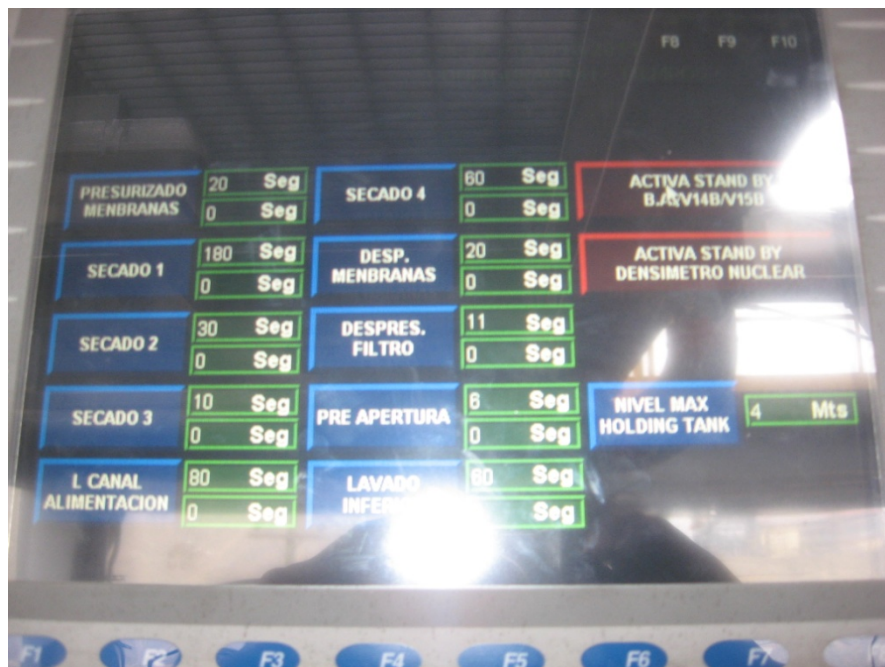 F8 F9 F10
PRESURIZADO
MENBRANAS
20 Seg
0 Seg
SECADO 4
60 Seg
0 Seg
ACTIVA STAND BY
SECADO 1
180 Seg
0 Seg
DESP.
MENBRANAS
20 Seg
0 Seg
ACTIVA STAND BY
DENSIMETRO NUCLEAR
SECADO 2
30 Seg
0 Seg
DESPRES.
FILTRO
11 Seg
0 Seg
SECADO 3
10 Seg
0 Seg
PRE APERTURA
6 Seg
0 Seg
NIVEL MAX
HOLDING TANK
4 Mts
L CANAL
ALIMENTACION
80 Seg
0 Seg
LAVADO
60 Seg
Seg
F1 F2 F3 F4 F5 F6 F7